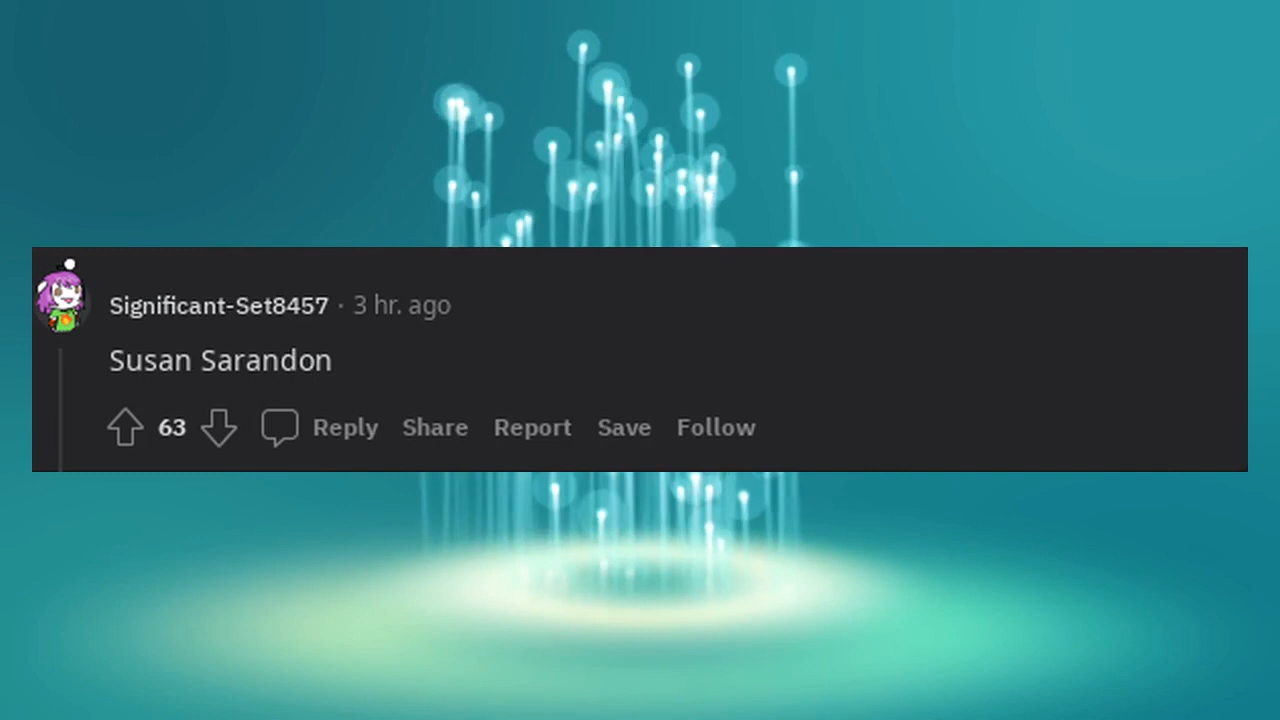 Significant-Set8457 · 3 hr. ago
Susan Sarandon
63 Reply Share Report Save Follow